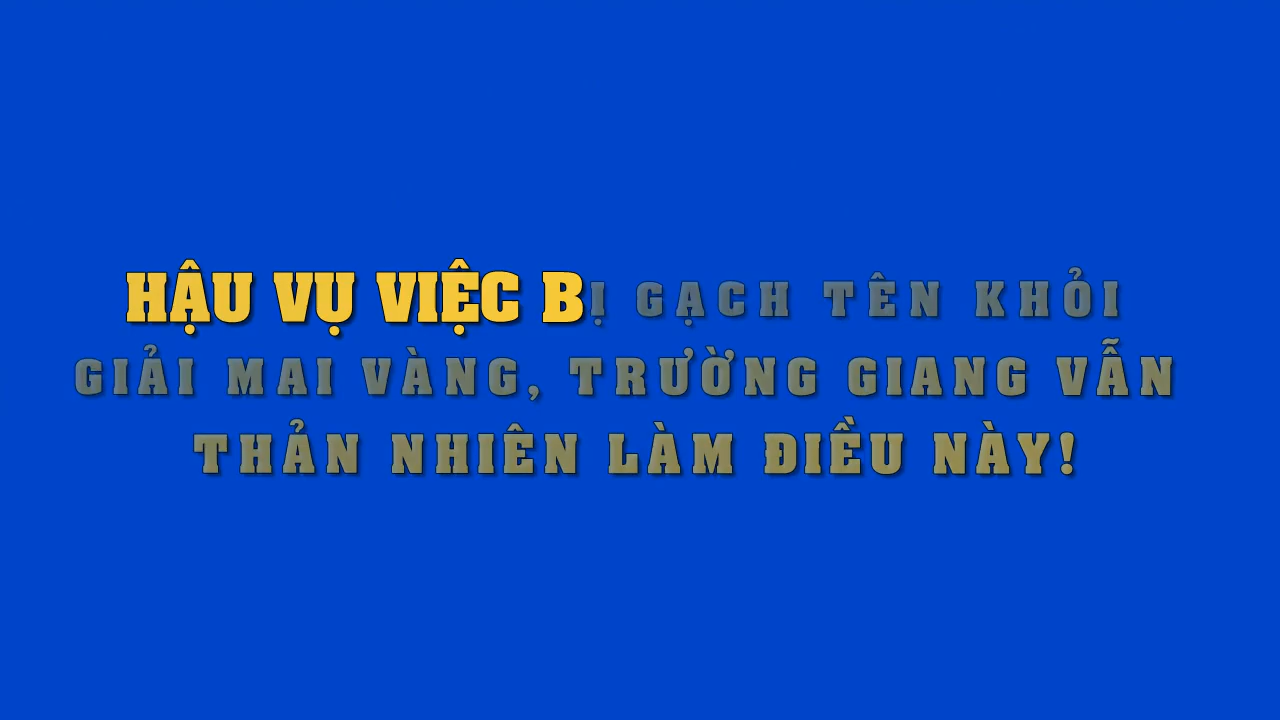 HẬU VỤ VIỆC BỊ GẠCH TÊN KHỎI
GIẢI MAI VÀNG, TRƯỜNG GIANG VẪN
THẢN NHIÊN LÀM ĐIỀU NÀY!